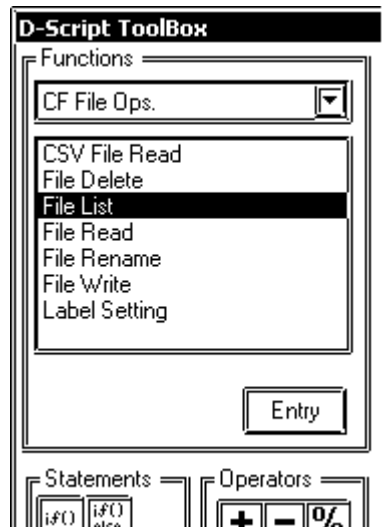 D-Script ToolBox
Functions
CF File Ops.
CSV File Read
File Delete
File List
File Read
File Rename
File Write
Label Setting
Entry
Statements Operators
if() if() + - %
else